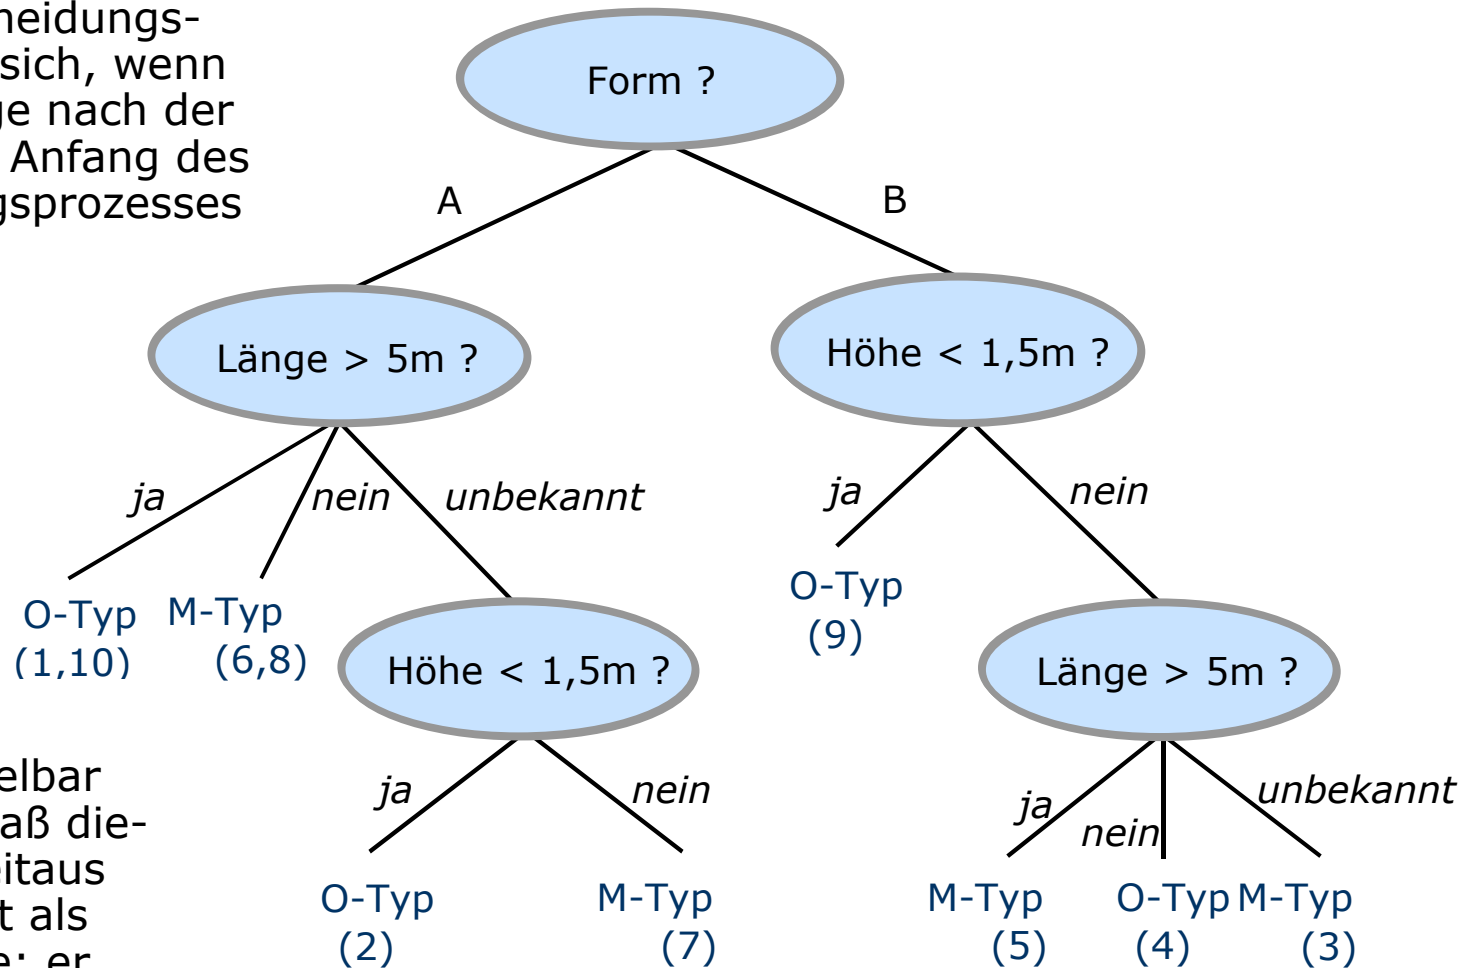 neidungs-
sich, wenn
ge nach der
Anfang des
gsprozesses
Form ?
A
B
Länge > 5m ?
Höhe < 1,5m ?
ja
nein
unbekannt
ja
nein
O-Typ
(1,10)
M-Typ
(6,8)
O-Typ
(9)
Höhe < 1,5m ?
Länge > 5m ?
ja
nein
ja
nein
unbekannt
O-Typ
(2)
M-Typ
(7)
M-Typ
(5)
O-Typ
(4)
M-Typ
(3)
elbar
aß die-
eitaus
t als
e: er